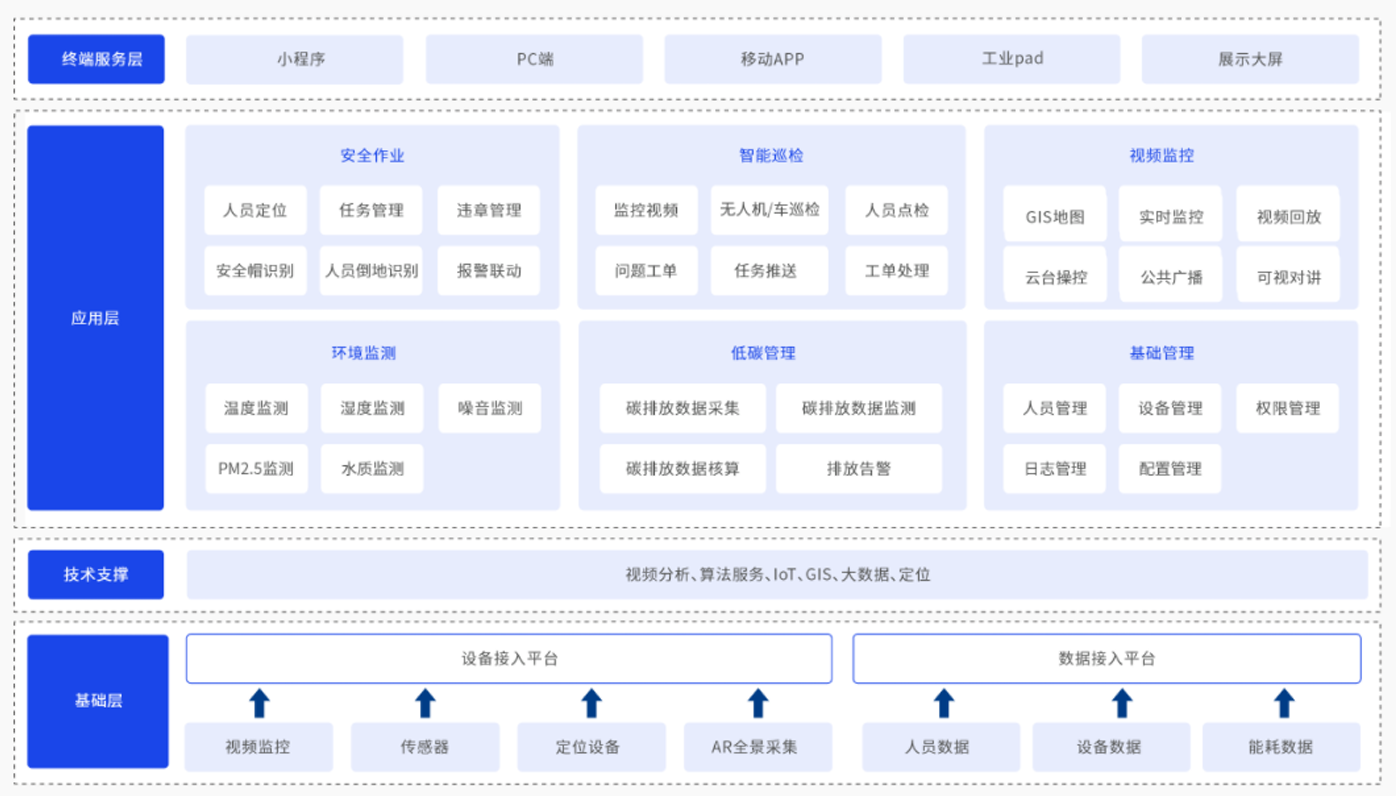 终端服务层
小程序
PC端
移动APP
工业pad
展示大屏
应用层
安全作业
人员定位
任务管理
违章管理
安全帽识别
人员倒地识别
报警联动
智能巡检
监控视频
无人机/车巡检
人员点检
问题工单
任务推送
工单处理
视频监控
GIS地图
实时监控
视频回放
云台操控
公共广播
可视对讲
环境监测
温度监测
湿度监测
噪音监测
PM2.5监测
水质监测
低碳管理
碳排放数据采集
碳排放数据监测
碳排放数据核算
排放告警
基础管理
人员管理
设备管理
权限管理
日志管理
配置管理
技术支撑
视频分析、算法服务、IoT、GIS、大数据、定位
基础层
设备接入平台
数据接入平台
视频监控
传感器
定位设备
AR全景采集
人员数据
设备数据
能耗数据